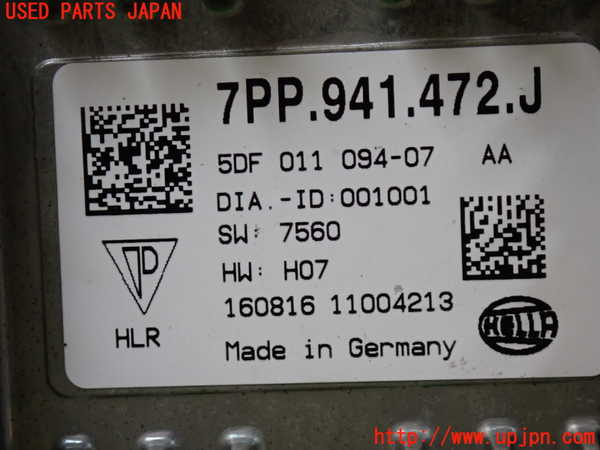 USED PARTS JAPAN
7PP.941.472.J
5DF 011 094-07 AA
DIA.-ID:001001
SW: 7560
HW: H07
160816 11004213
HLR
HELLA
Made in Germany
http://www.upjpn.com/